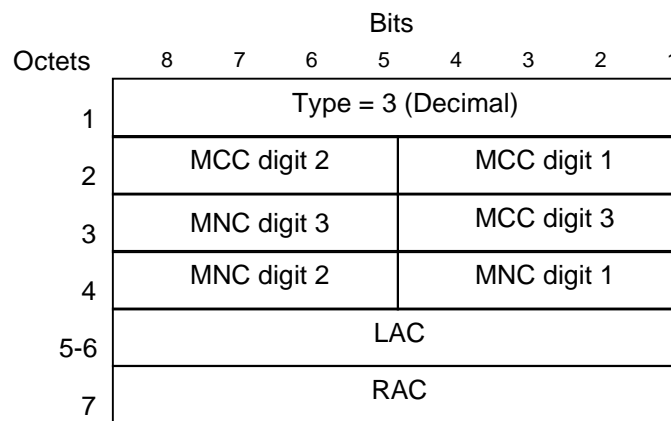 Bits
Octets 8 7 6 5 4 3 2 1
1 Type = 3 (Decimal)
2 MCC digit 2 MCC digit 1
3 MNC digit 3 MCC digit 3
4 MNC digit 2 MNC digit 1
5-6 LAC
7 RAC